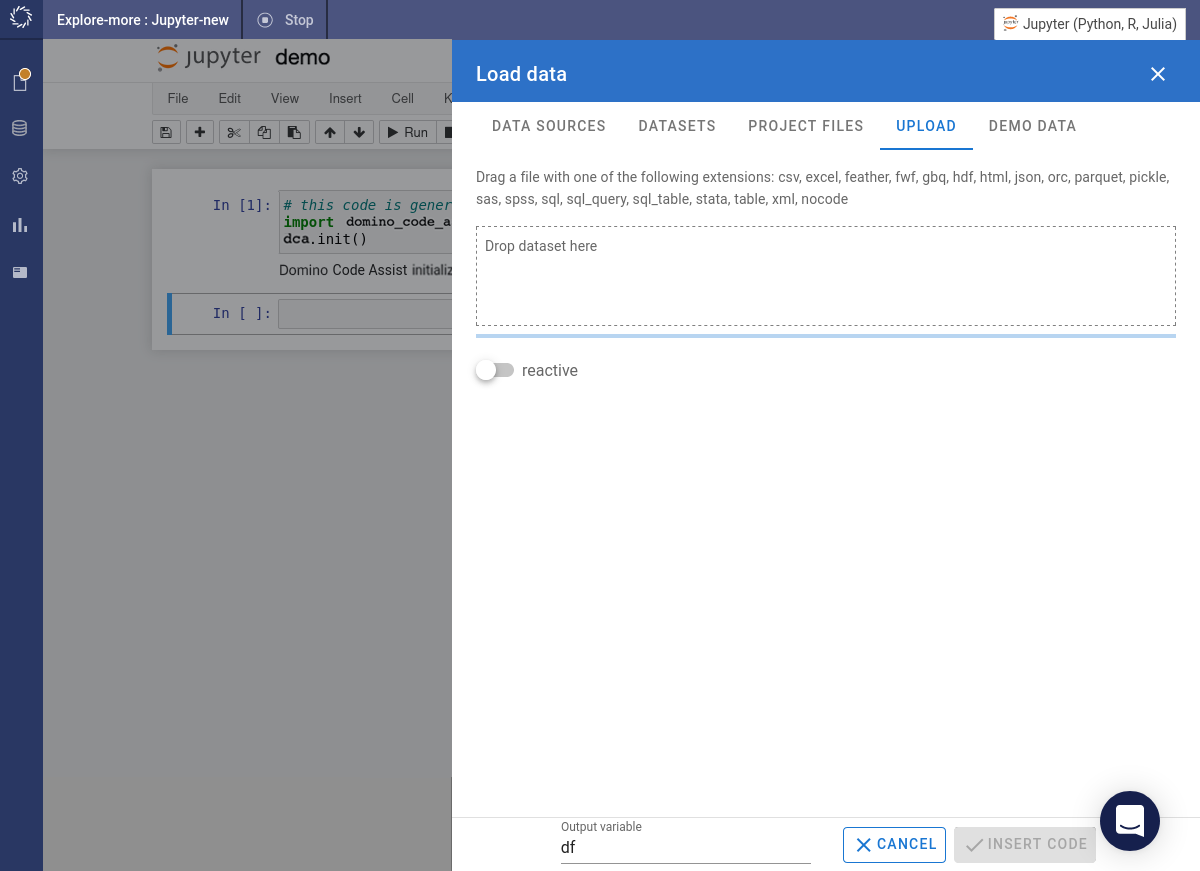 Explore-more : Jupyter-new
Stop
Jupyter (Python, R, Julia)
jupyter demo
File Edit View Insert Cell
Run
In [1]:
# this code is gener
import domino_code_a
dca.init()
Domino Code Assist initializ
In [ ]:
Load data
DATA SOURCES DATASETS PROJECT FILES UPLOAD DEMO DATA
Drag a file with one of the following extensions: csv, excel, feather, fwf, gbq, hdf, html, json, orc, parquet, pickle,
sas, spss, sql, sql_query, sql_table, stata, table, xml, nocode
Drop dataset here
reactive
Output variable
df
CANCEL
INSERT CODE